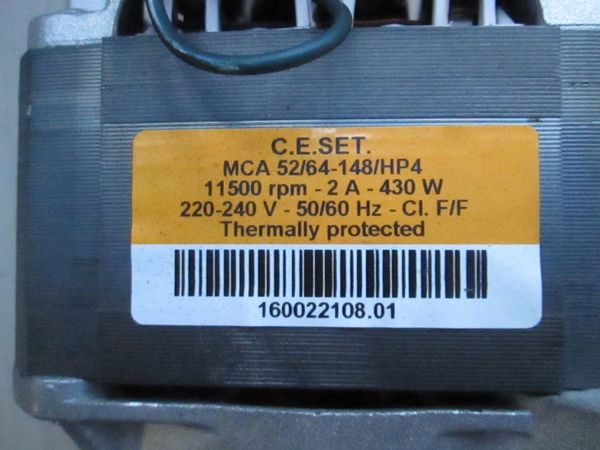 C.E.SET.
MCA 52/64-148/HP4
11500 rpm - 2 A - 430 W
220-240 V - 50/60 Hz - Cl. F/F
Thermally protected
160022108.01